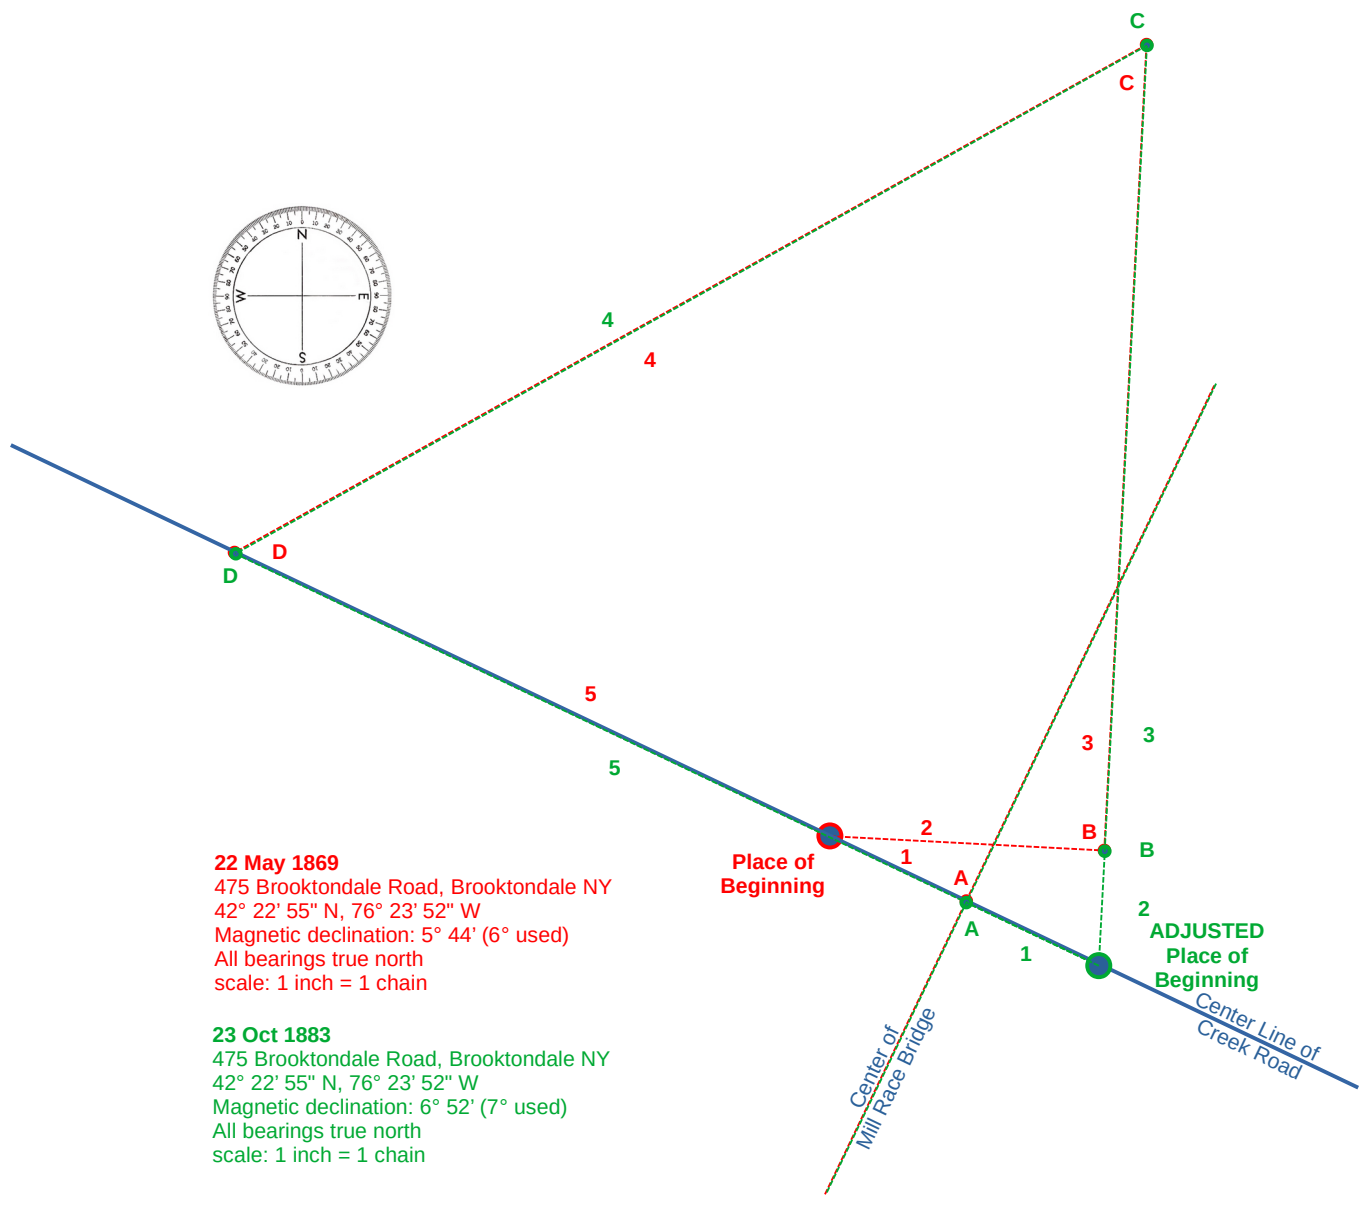 C
C
N
W
E
S
4
4
D
D
5
5
3
3
2
B
B
1
Place of
Beginning
A
A
2
1
ADJUSTED
Place of
Beginning
Center Line of
Creek Road
Center of
Mill Race Bridge
22 May 1869
475 Brooktondale Road, Brooktondale NY
42° 22’ 55" N, 76° 23’ 52" W
Magnetic declination: 5° 44’ (6° used)
All bearings true north
scale: 1 inch = 1 chain
23 Oct 1883
475 Brooktondale Road, Brooktondale NY
42° 22’ 55" N, 76° 23’ 52" W
Magnetic declination: 6° 52’ (7° used)
All bearings true north
scale: 1 inch = 1 chain